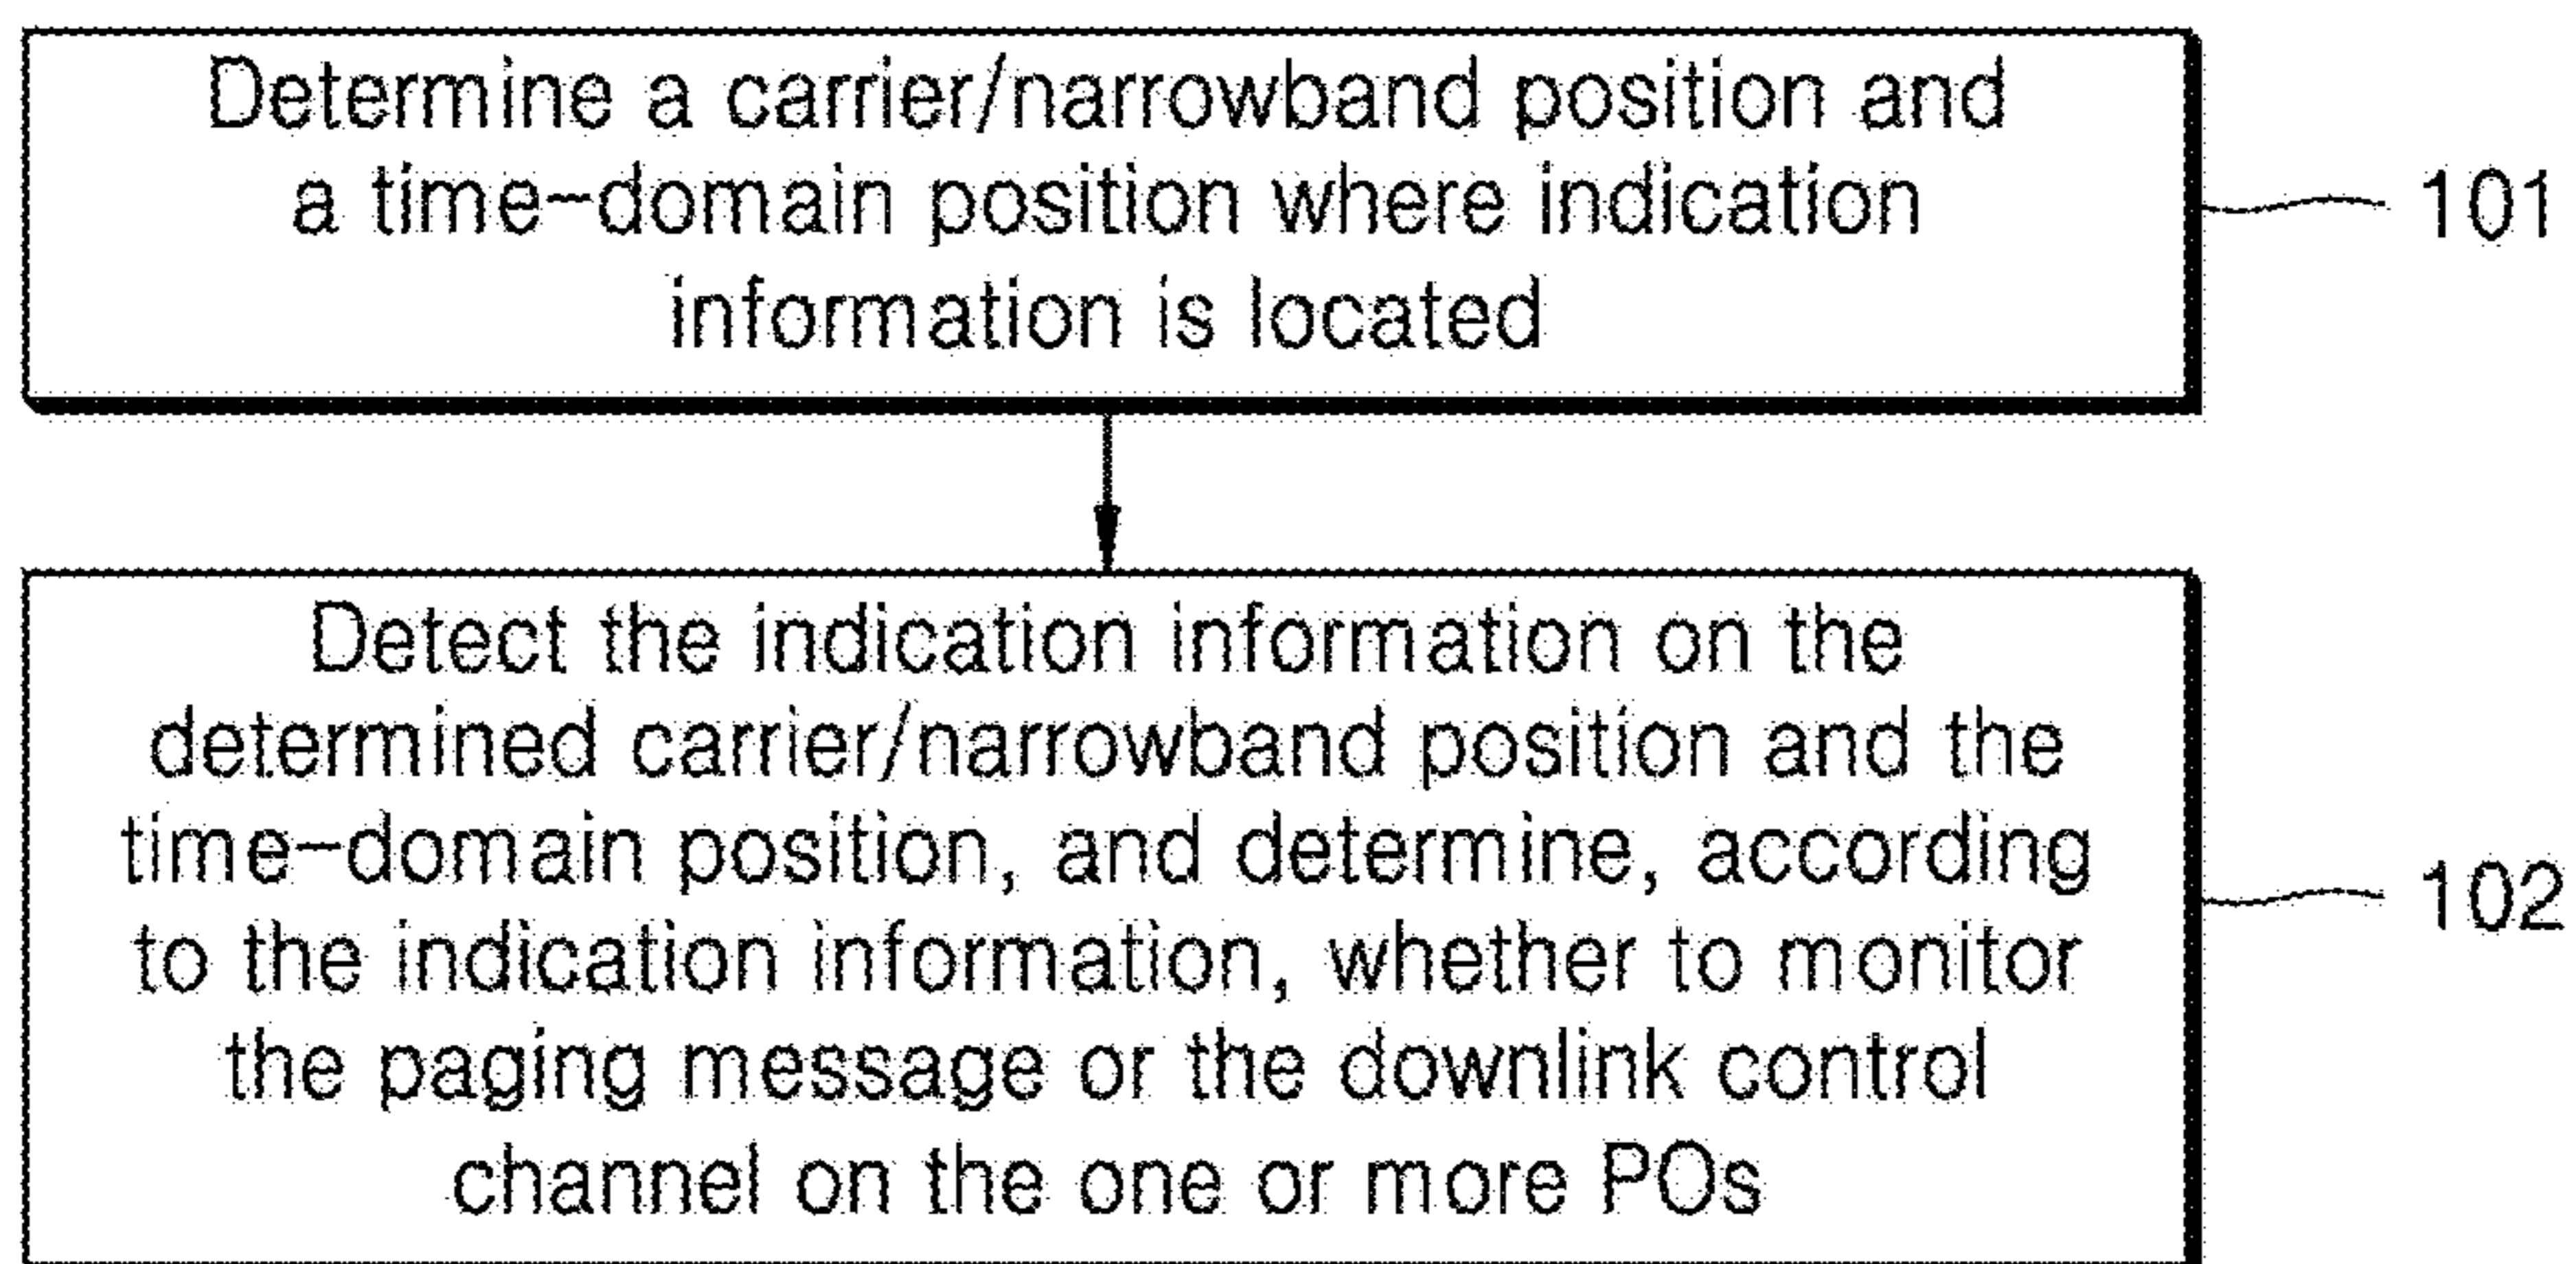 Determine a carrier/narrowband position and
a time-domain position where indication
information is located
101
Detect the indication information on the
determined carrier/narrowband position and the
time-domain position, and determine, according
to the indication information, whether to monitor
the paging message or the downlink control
channel on the one or more POs
102